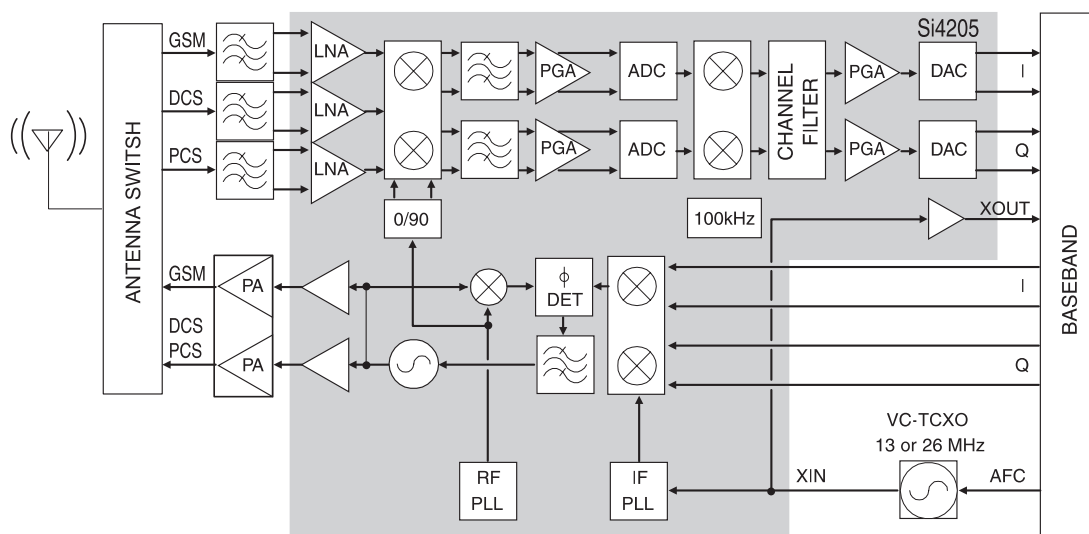 Si4205
GSM
DCS
PCS
ANTENNA SWITSH
LNA
LNA
LNA
PGA
PGA
ADC
ADC
CHANNEL
FILTER
PGA
PGA
DAC
DAC
I
Q
BASEBAND
0/90
100kHz
XOUT
GSM
DCS
PCS
PA
PA
ϕ
DET
I
Q
RF
PLL
IF
PLL
XIN
VC-TCXO
13 or 26 MHz
AFC